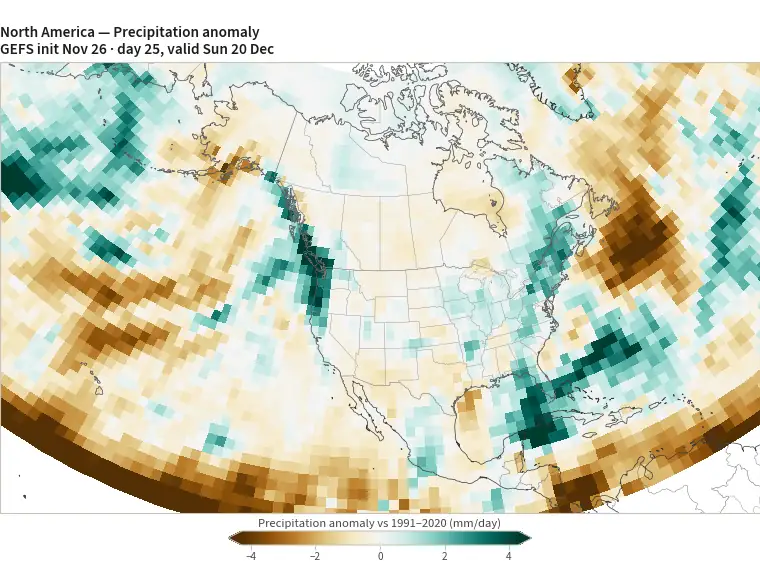 North America — Precipitation anomaly
GEFS init Nov 26 · day 25, valid Sun 20 Dec
Precipitation anomaly vs 1991–2020 (mm/day)
−4 −2 0 2 4